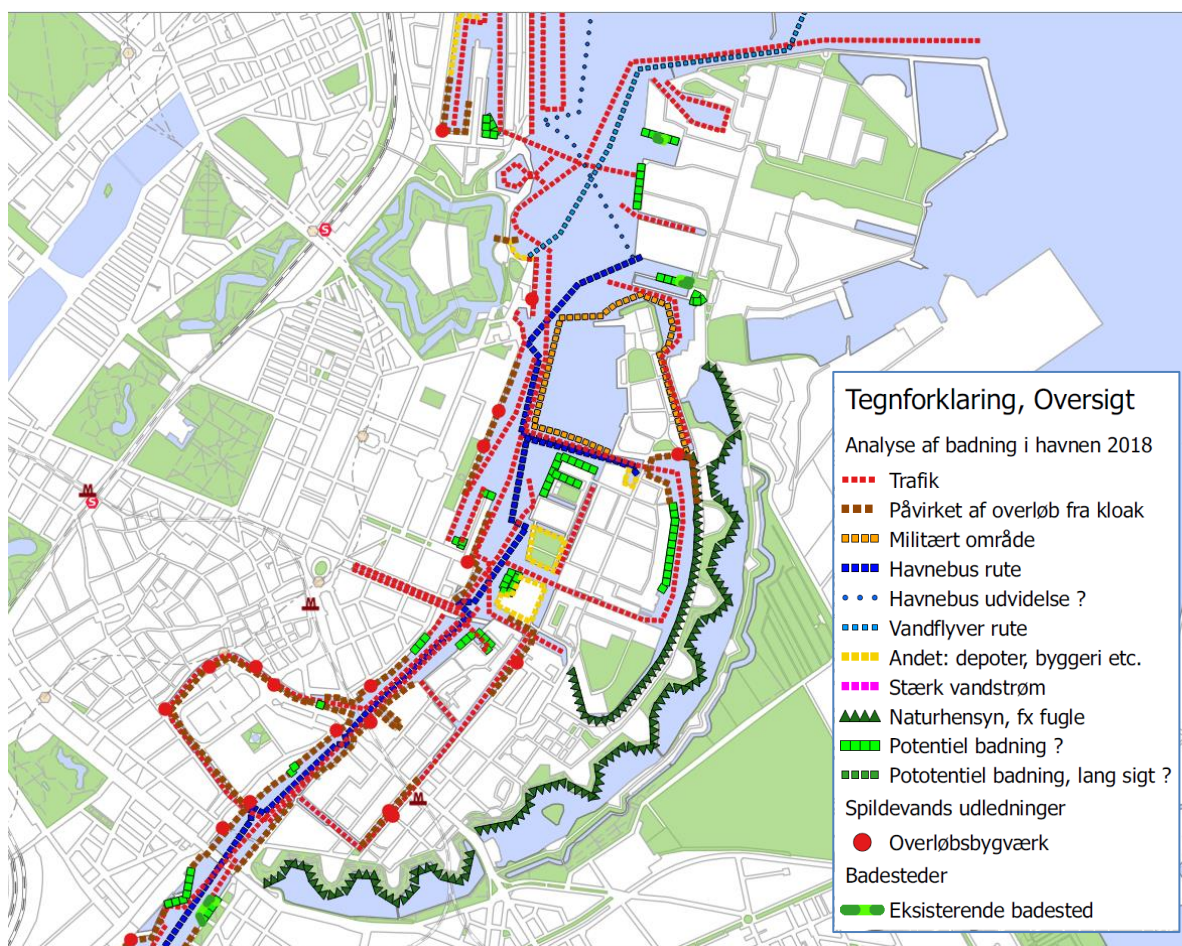 S
M
S
M
M
Tegnforklaring, Oversigt
Analyse af badning i havnen 2018
Trafik
Påvirket af overløb fra kloak
Militært område
Havnebus rute
Havnebus udvidelse ?
Vandflyver rute
Andet: depoter, byggeri etc.
Stærk vandstrøm
Naturhensyn, fx fugle
Potentiel badning ?
Pototentiel badning, lang sigt ?
Spildevands udledninger
Overløbsbygværk
Badesteder
Eksisterende badested